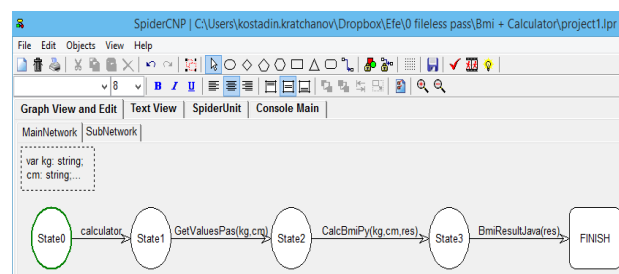 SpiderCNP | C:\Users\kostadin.kratchanov\Dropbox\Efe\0 fileless pass\Bmi + Calculator\project1.lpr
File Edit Objects View Help
8 B I U
Graph View and Edit Text View SpiderUnit Console Main
MainNetwork SubNetwork
var kg: string;
cm: string;...
State0 calculator State1 GetValuesPas(kg,cm) State2 CalcBmiPy(kg,cm,res) State3 BmiResultJava(res) FINISH